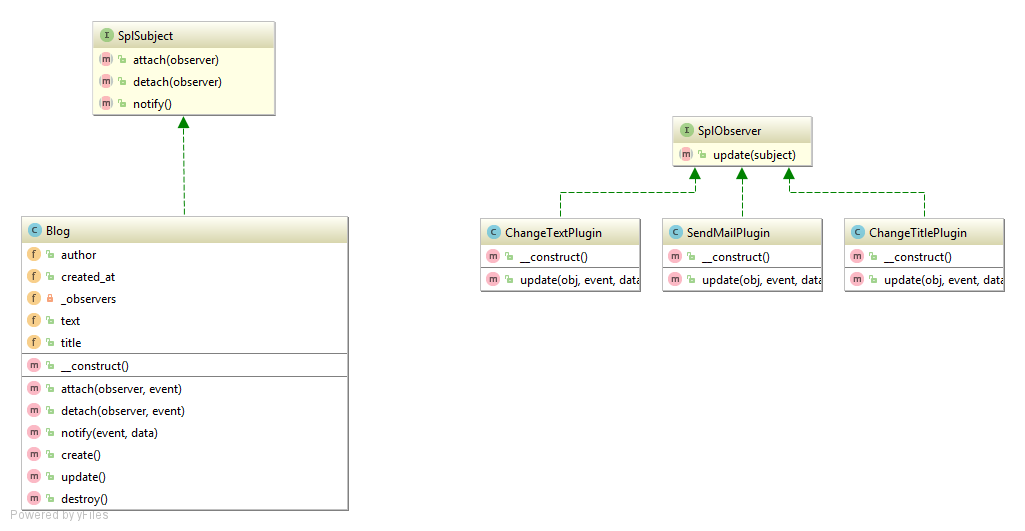 SplSubject
attach(observer)
detach(observer)
notify()
SplObserver
update(subject)
Blog
author
created_at
_observers
text
title
__construct()
attach(observer, event)
detach(observer, event)
notify(event, data)
create()
update()
destroy()
ChangeTextPlugin
__construct()
update(obj, event, data
SendMailPlugin
__construct()
update(obj, event, data
ChangeTitlePlugin
__construct()
update(obj, event, data
Powered by yFiles